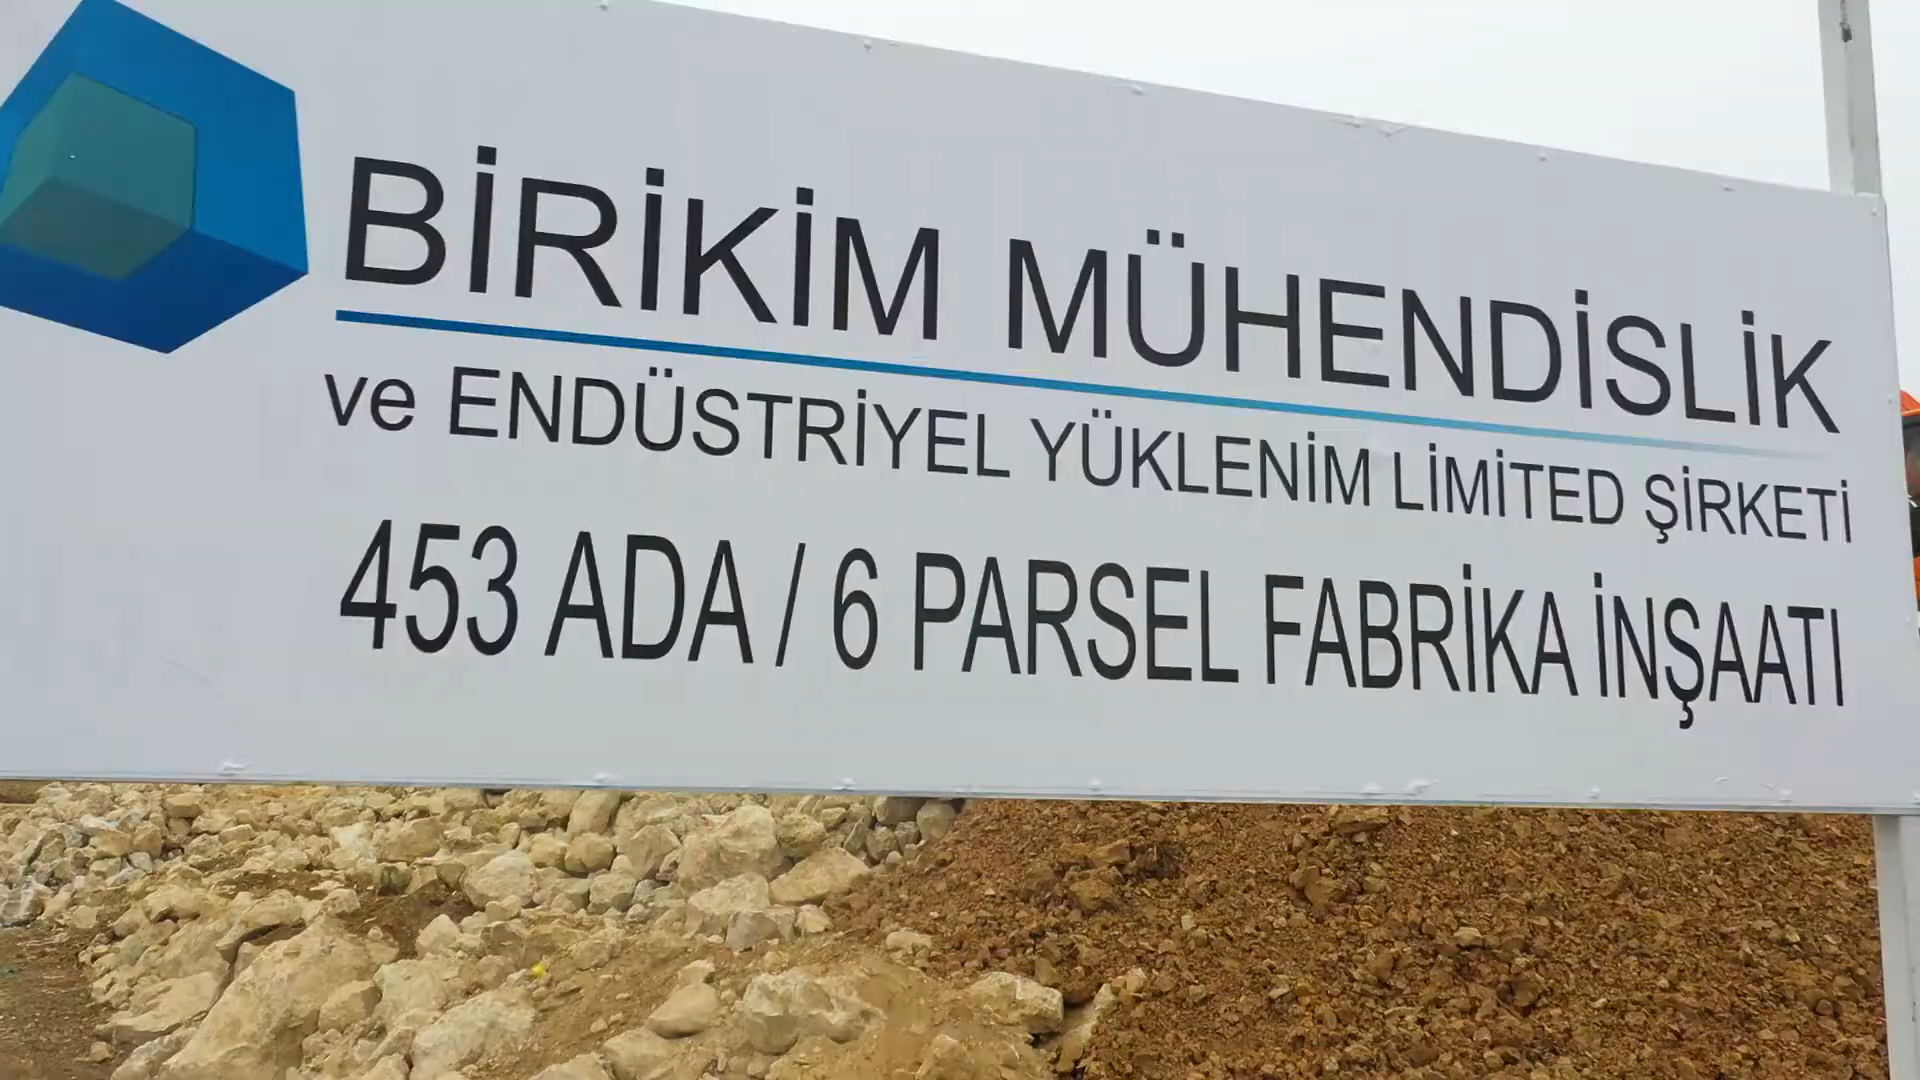 BİRİKİM MÜHENDİSLİK
ve ENDÜSTRİYEL YÜKLENİM LİMİTED ŞİRKETİ
453 ADA / 6 PARSEL FABRİKA İNŞAATI